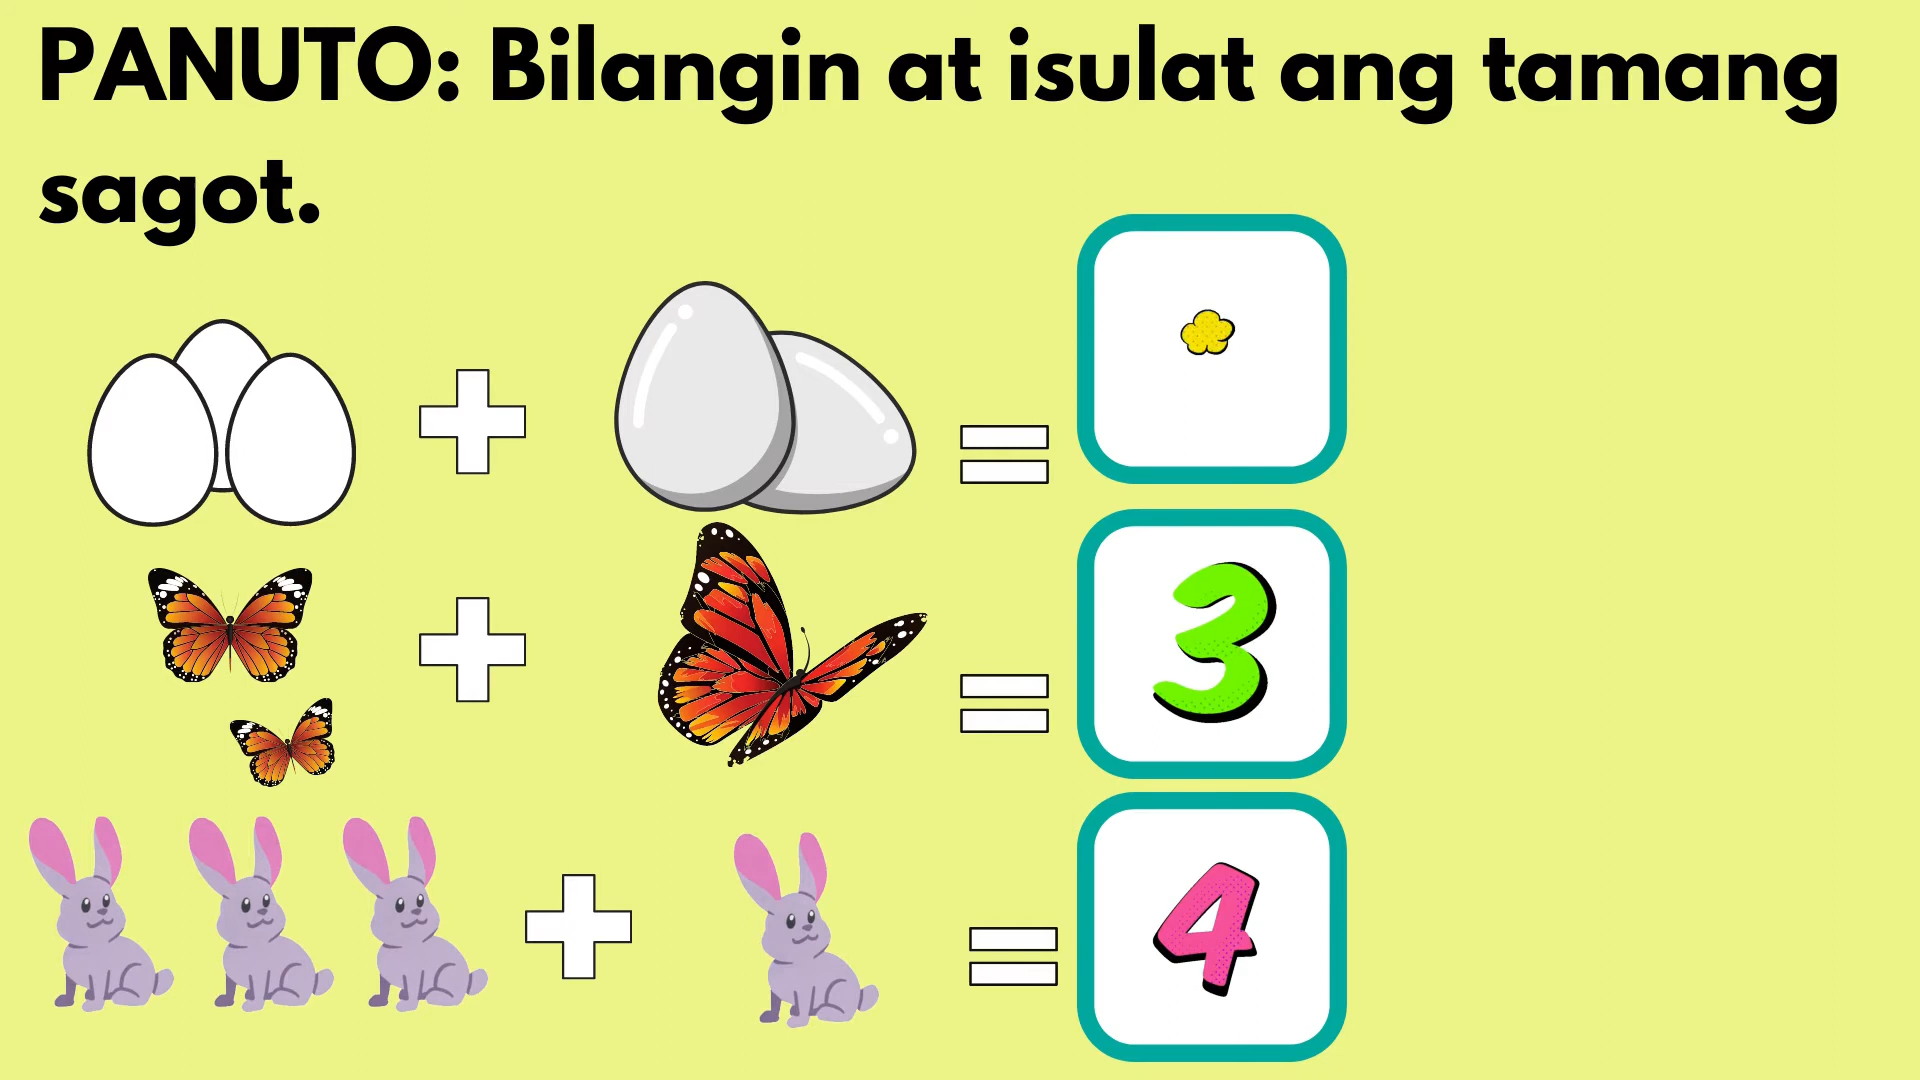 PANUTO: Bilangin at isulat ang tamang
sagot.
+ =
3
+ =
4
+ =